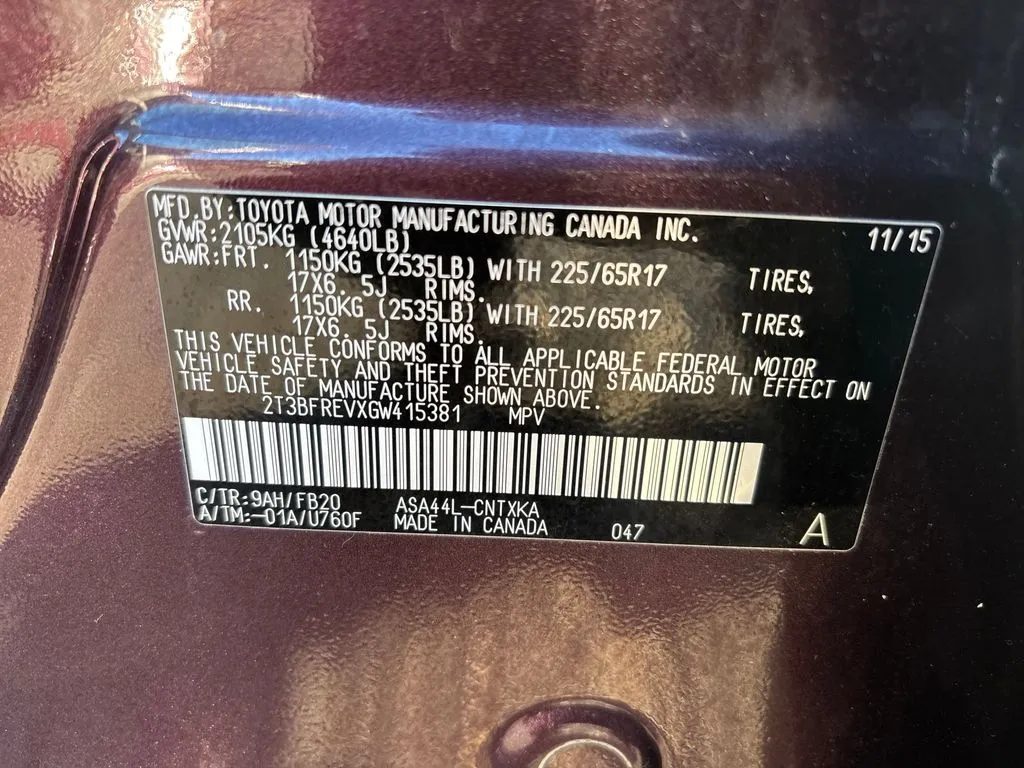 MFD.BY:TOYOTA MOTOR MANUFACTURING CANADA INC. 11/15
GVWR:2105KG (4640LB)
GAWR:FRT. 1150KG (2535LB) WITH 225/65R17 TIRES,
17X6. 5J RIMS.
RR. 1150KG (2535LB) WITH 225/65R17 TIRES,
17X6. 5J RIMS.
THIS VEHICLE CONFORMS TO ALL APPLICABLE FEDERAL MOTOR
VEHICLE SAFETY AND THEFT PREVENTION STANDARDS IN EFFECT ON
THE DATE OF MANUFACTURE SHOWN ABOVE.
2T3BFREVXGW415381 MPV
C/TR:9AH/FB20 ASA44L-CNTXKA
A/TM:-01A/U760F MADE IN CANADA 047 A